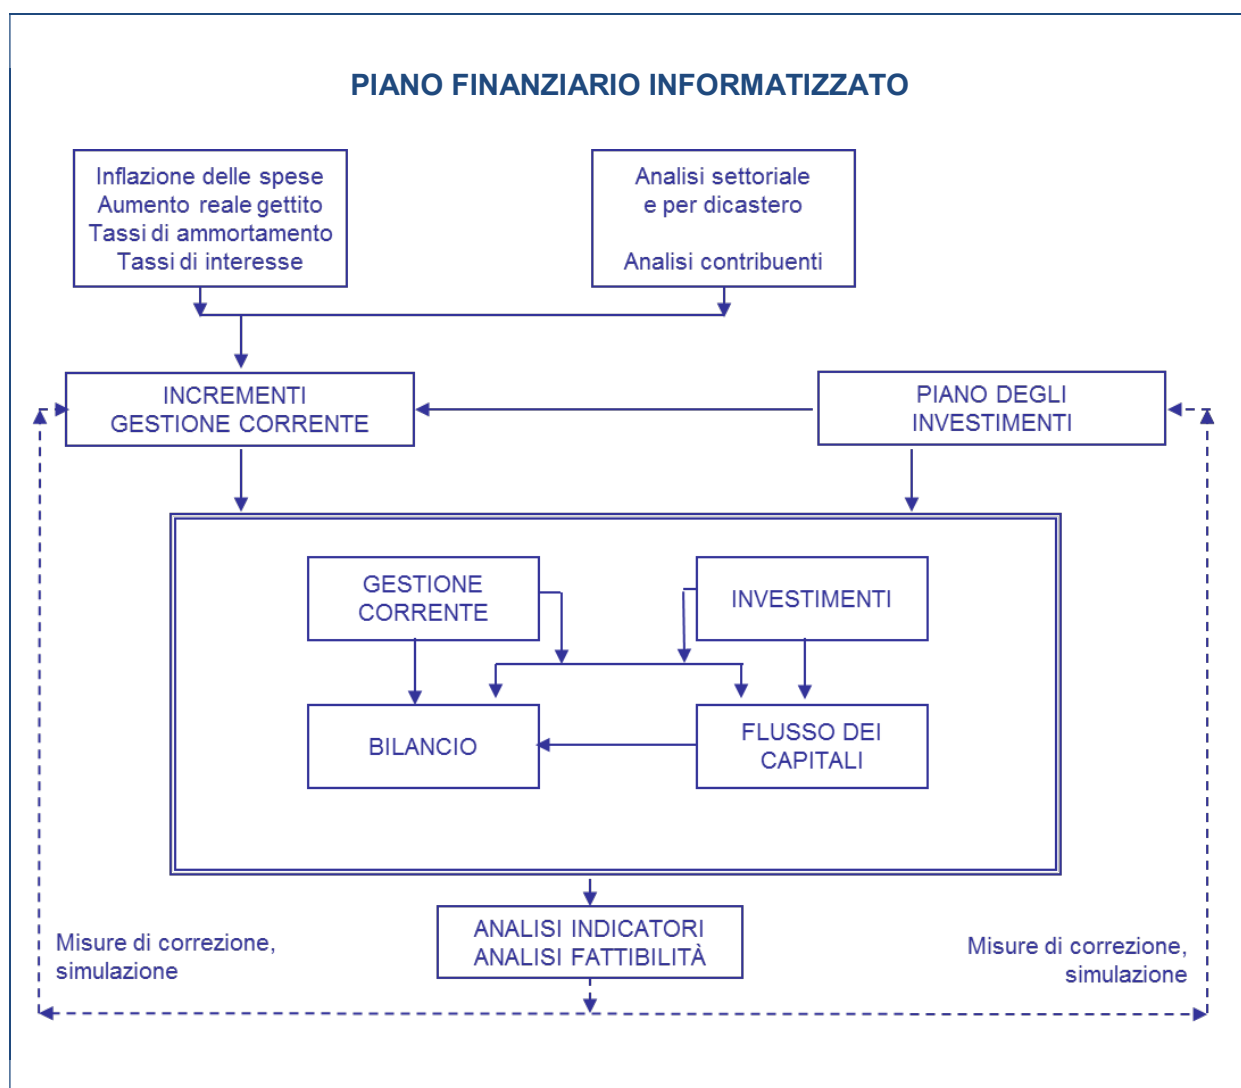 PIANO FINANZIARIO INFORMATIZZATO
Inflazione delle spese
Aumento reale gettito
Tassi di ammortamento
Tassi di interesse
Analisi settoriale
e per dicastero
Analisi contribuenti
INCREMENTI
GESTIONE CORRENTE
PIANO DEGLI
INVESTIMENTI
GESTIONE
CORRENTE
INVESTIMENTI
BILANCIO
FLUSSO DEI
CAPITALI
ANALISI INDICATORI
ANALISI FATTIBILITÀ
Misure di correzione,
simulazione
Misure di correzione,
simulazione